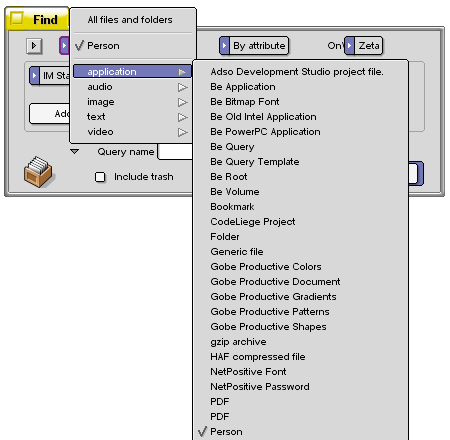 Find
All files and folders
Person
By attribute
On
Zeta
IM Sta
application
audio
image
text
video
Add
Query name
Include trash
Adso Development Studio project file.
Be Application
Be Bitmap Font
Be Old Intel Application
Be PowerPC Application
Be Query
Be Query Template
Be Root
Be Volume
Bookmark
CodeLiege Project
Folder
Generic file
Gobe Productive Colors
Gobe Productive Document
Gobe Productive Gradients
Gobe Productive Patterns
Gobe Productive Shapes
gzip archive
HAF compressed file
NetPositive Font
NetPositive Password
PDF
PDF
Person